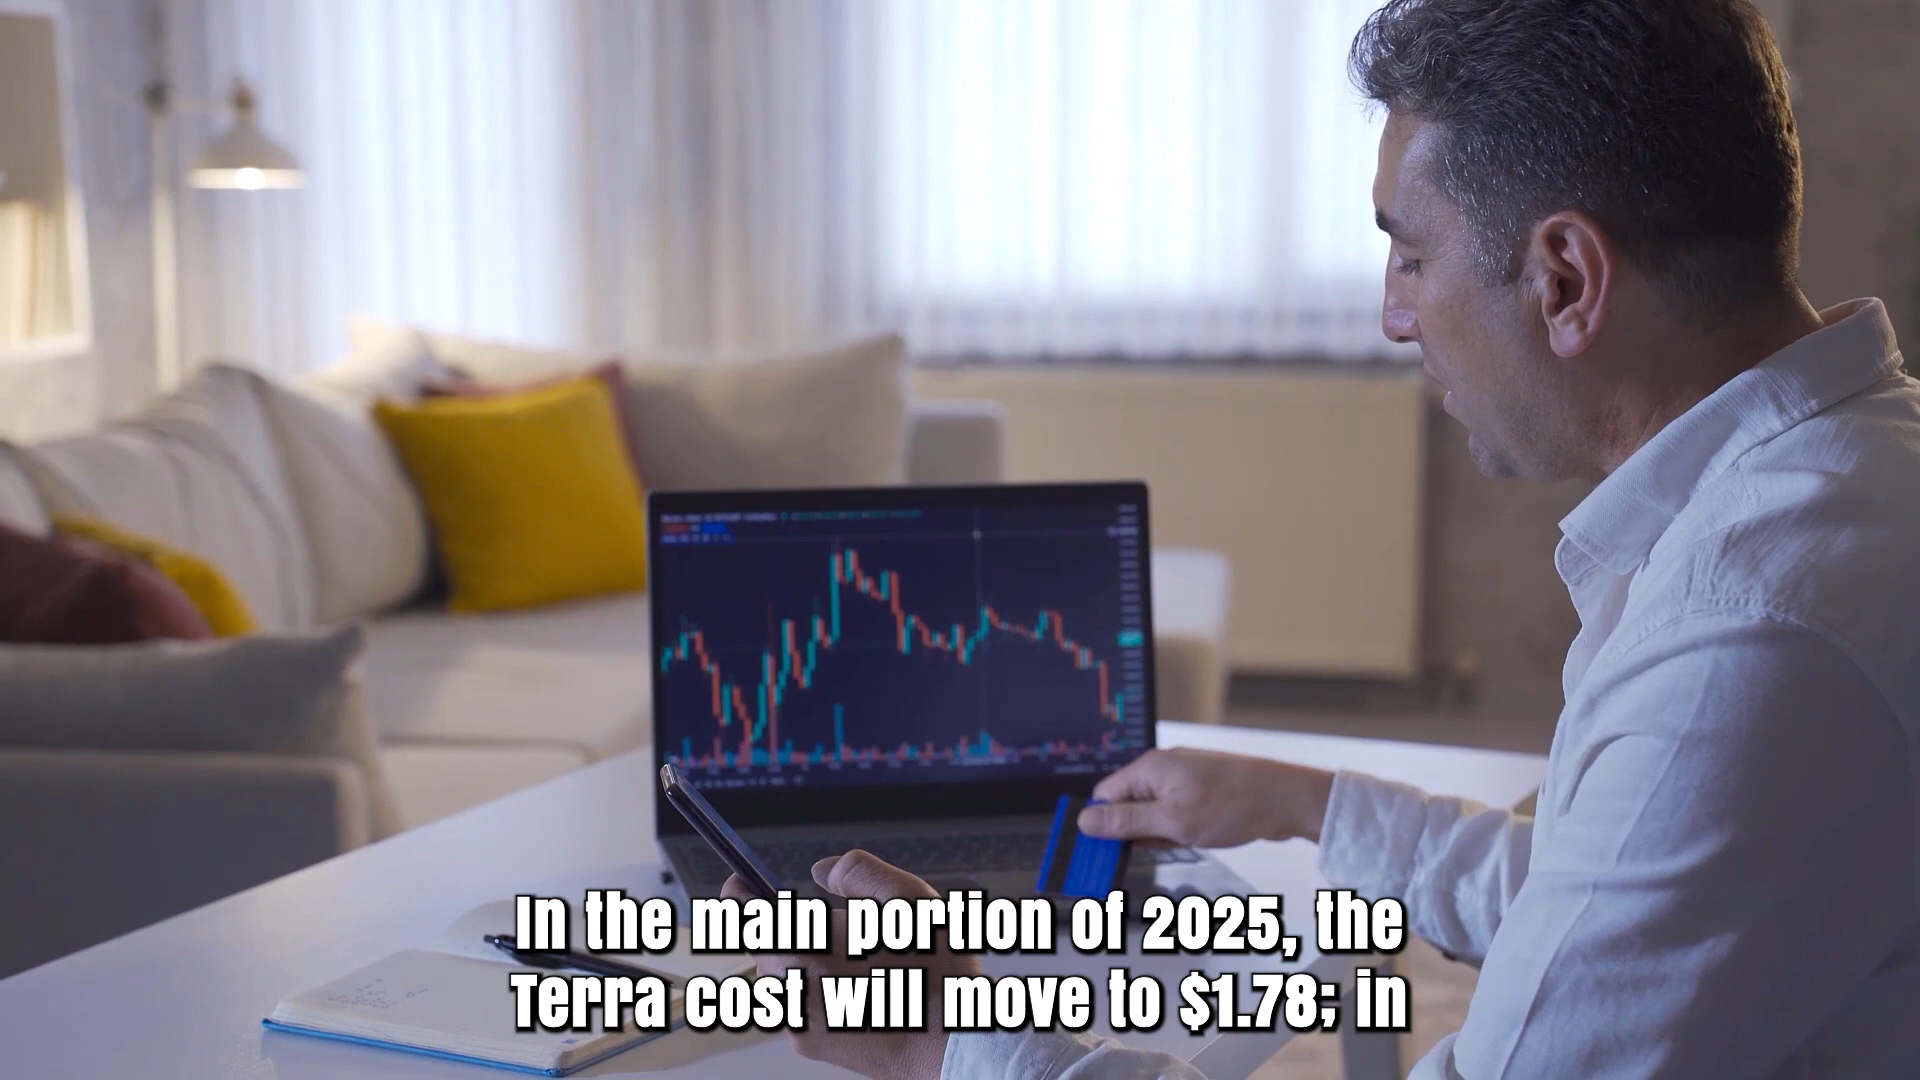 In the main portion of 2025, the
Terra cost will move to $1.78; in